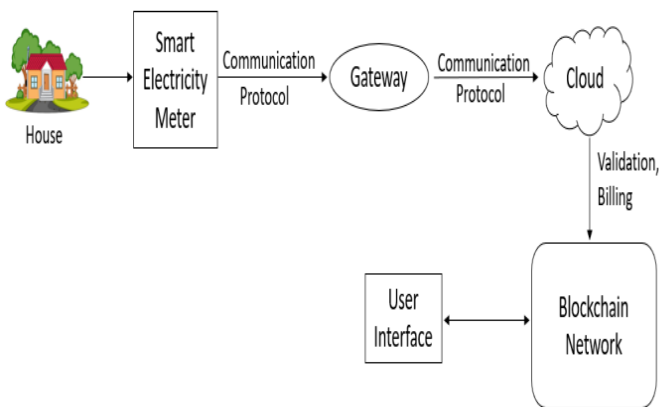 House
Smart
Electricity
Meter
Communication
Protocol
Gateway
Communication
Protocol
Cloud
Validation,
Billing
User
Interface
Blockchain
Network